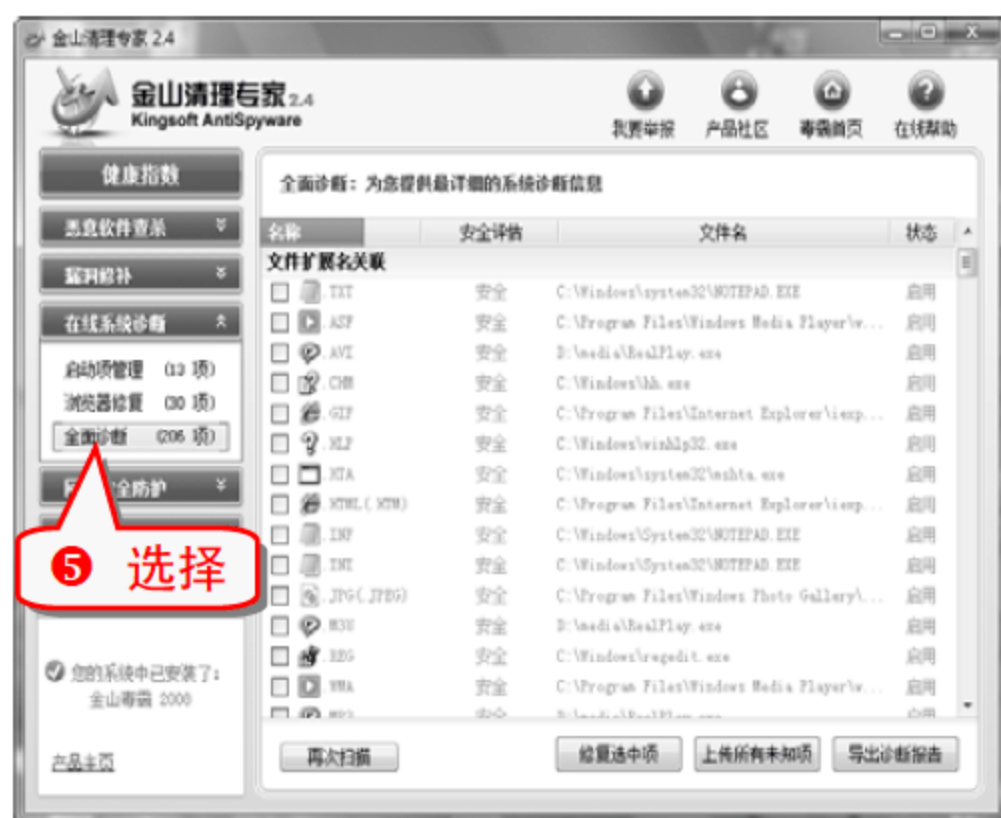 金山清理专家 2.4
金山清理专家 2.4
Kingsoft AntiSpyware
我要举报 产品社区 毒霸首页 在线帮助
健康指数
恶意软件查杀
漏洞修补
在线系统诊断
启动项管理 (13 项)
浏览器修复 (30 项)
全面诊断 (206 项)
全防护
❺ 选择
您的系统中已安装了:
金山毒霸 2008
产品主页
全面诊断：为您提供最详细的系统诊断信息
名称 安全评估 文件名 状态
文件扩展名关联
.TXT 安全 C:\Windows\system32\NOTEPAD.EXE 启用
.ASF 安全 C:\Program Files\Windows Media Player\w... 启用
.AVI 安全 D:\media\RealPlay.exe 启用
.CHM 安全 C:\Windows\hh.exe 启用
.GIF 安全 C:\Program Files\Internet Explorer\iexp... 启用
.HLP 安全 C:\Windows\winhlp32.exe 启用
.HTA 安全 C:\Windows\system32\mshta.exe 启用
.HTML(.HTM) 安全 C:\Program Files\Internet Explorer\iexp... 启用
.INF 安全 C:\Windows\System32\NOTEPAD.EXE 启用
.INI 安全 C:\Windows\System32\NOTEPAD.EXE 启用
.JPG(.JPEG) 安全 C:\Program Files\Windows Photo Gallery\... 启用
.M3U 安全 D:\media\RealPlay.exe 启用
.REG 安全 C:\Windows\regedit.exe 启用
.WMA 安全 C:\Program Files\Windows Media Player\w... 启用
.MP3 安全 D:\media\RealPlay.exe 启用
再次扫描 修复选中项 上传所有未知项 导出诊断报告